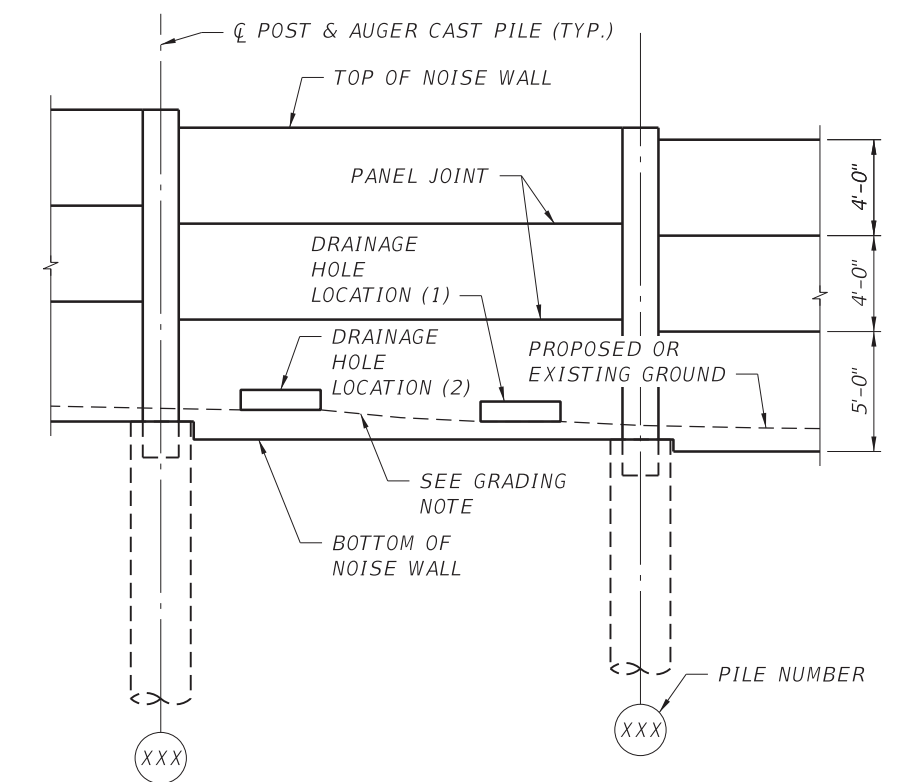 ℄ POST & AUGER CAST PILE (TYP.)
TOP OF NOISE WALL
PANEL JOINT
4'-0"
DRAINAGE
HOLE
LOCATION (1)
4'-0"
DRAINAGE
HOLE
LOCATION (2)
PROPOSED OR
EXISTING GROUND
5'-0"
SEE GRADING
NOTE
BOTTOM OF
NOISE WALL
PILE NUMBER
XXX
XXX